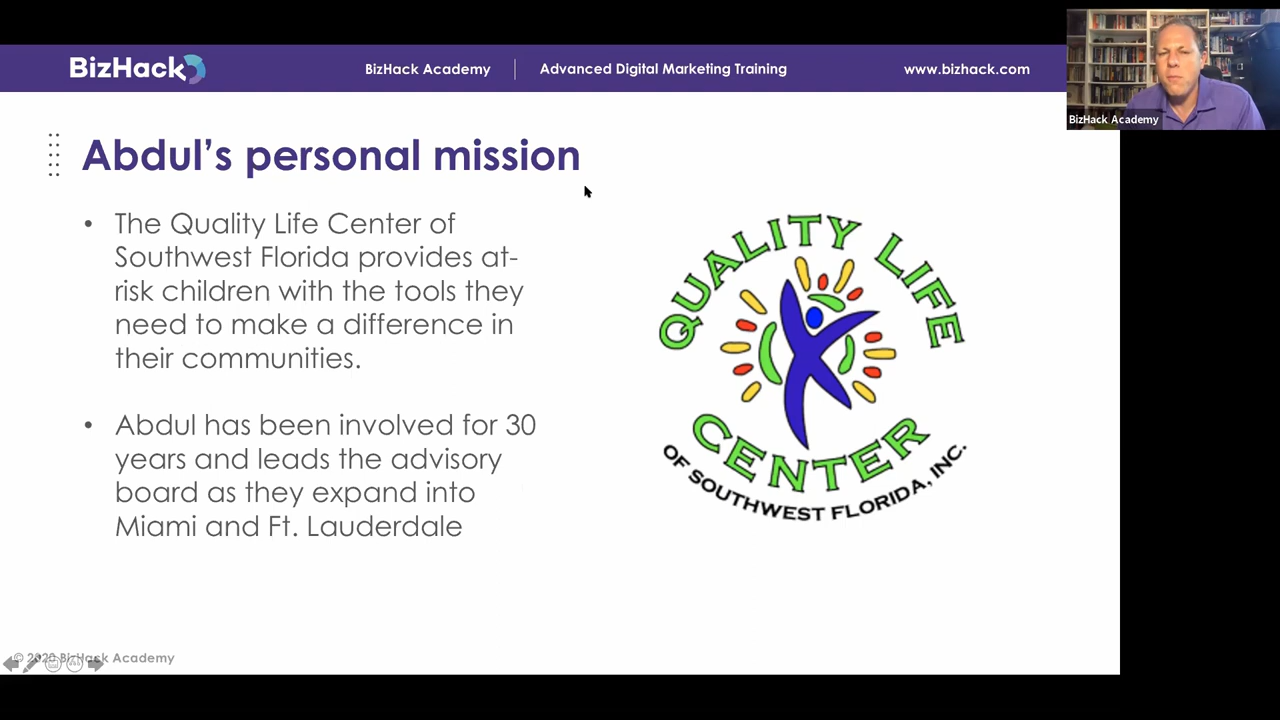 BizHack
BizHack Academy
Advanced Digital Marketing Training
www.bizhack.com
BizHack Academy
Abdul's personal mission
• The Quality Life Center of
Southwest Florida provides at-
risk children with the tools they
need to make a difference in
their communities.
• Abdul has been involved for 30
years and leads the advisory
board as they expand into
Miami and Ft. Lauderdale
QUALITY LIFE
CENTER
OF SOUTHWEST FLORIDA, INC.
© 2020 BizHack Academy